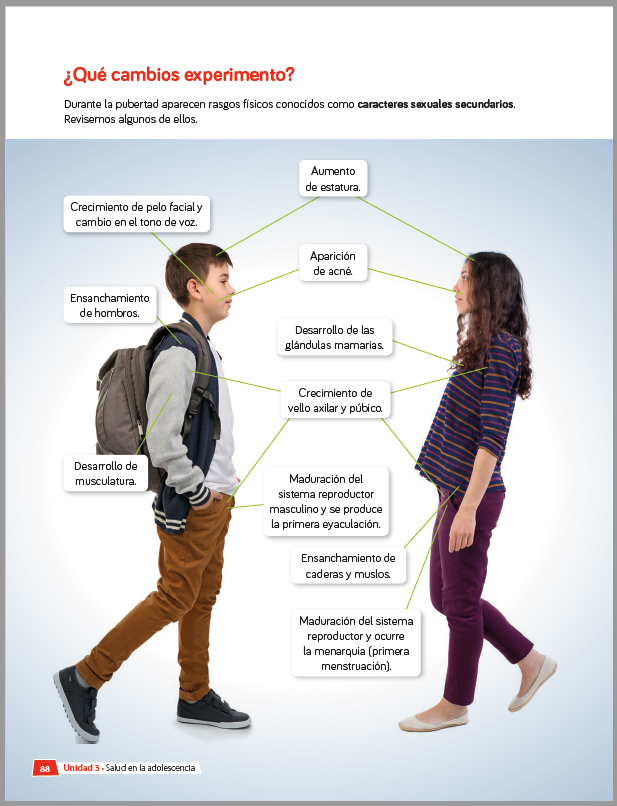 ¿Qué cambios experimento?
Durante la pubertad aparecen rasgos físicos conocidos como caracteres sexuales secundarios.
Revisemos algunos de ellos.
Aumento
de estatura.
Crecimiento de pelo facial y
cambio en el tono de voz.
Aparición
de acné.
Ensanchamiento
de hombros.
Desarrollo de las
glándulas mamarias.
Crecimiento de
vello axilar y púbico.
Desarrollo de
musculatura.
Maduración del
sistema reproductor
masculino y se produce
la primera eyaculación.
Ensanchamiento de
caderas y muslos.
Maduración del sistema
reproductor y ocurre
la menarquia (primera
menstruación).
88 Unidad 3 • Salud en la adolescencia